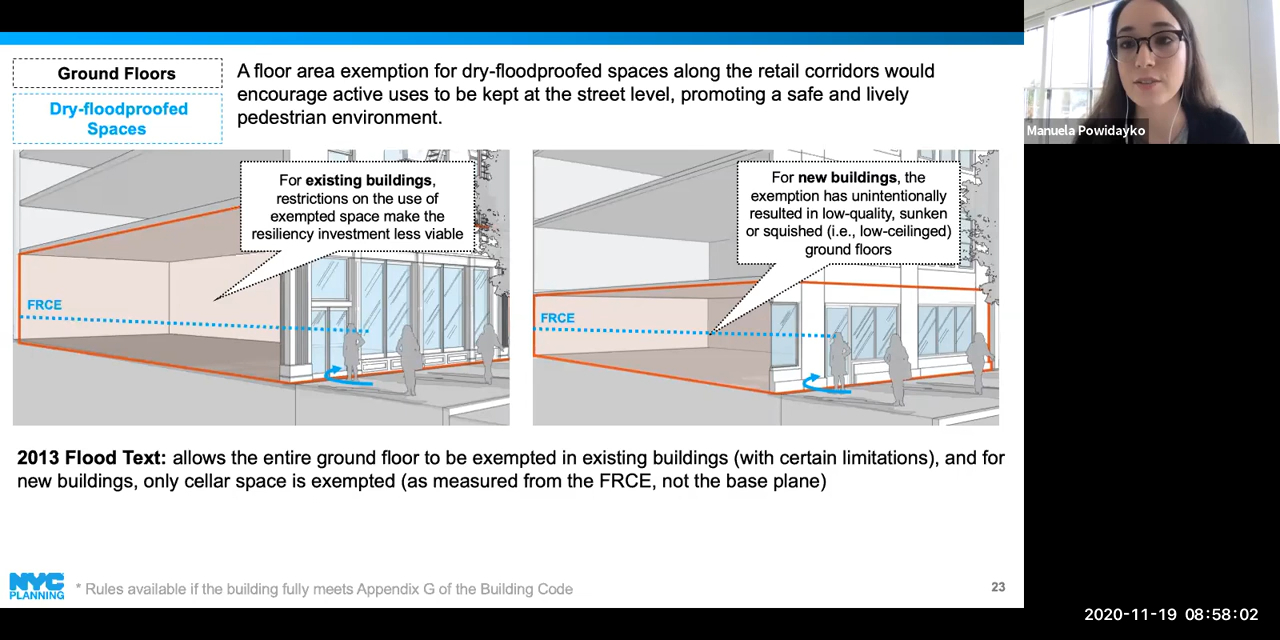 Ground Floors
Dry-floodproofed
Spaces
A floor area exemption for dry-floodproofed spaces along the retail corridors would
encourage active uses to be kept at the street level, promoting a safe and lively
pedestrian environment.
Manuela Powidayko
For existing buildings,
restrictions on the use of
exempted space make the
resiliency investment less viable
FRCE
For new buildings, the
exemption has unintentionally
resulted in low-quality, sunken
or squished (i.e., low-ceilinged)
ground floors
FRCE
2013 Flood Text: allows the entire ground floor to be exempted in existing buildings (with certain limitations), and for
new buildings, only cellar space is exempted (as measured from the FRCE, not the base plane)
NYC
PLANNING
* Rules available if the building fully meets Appendix G of the Building Code
23
2020-11-19 08:58:02